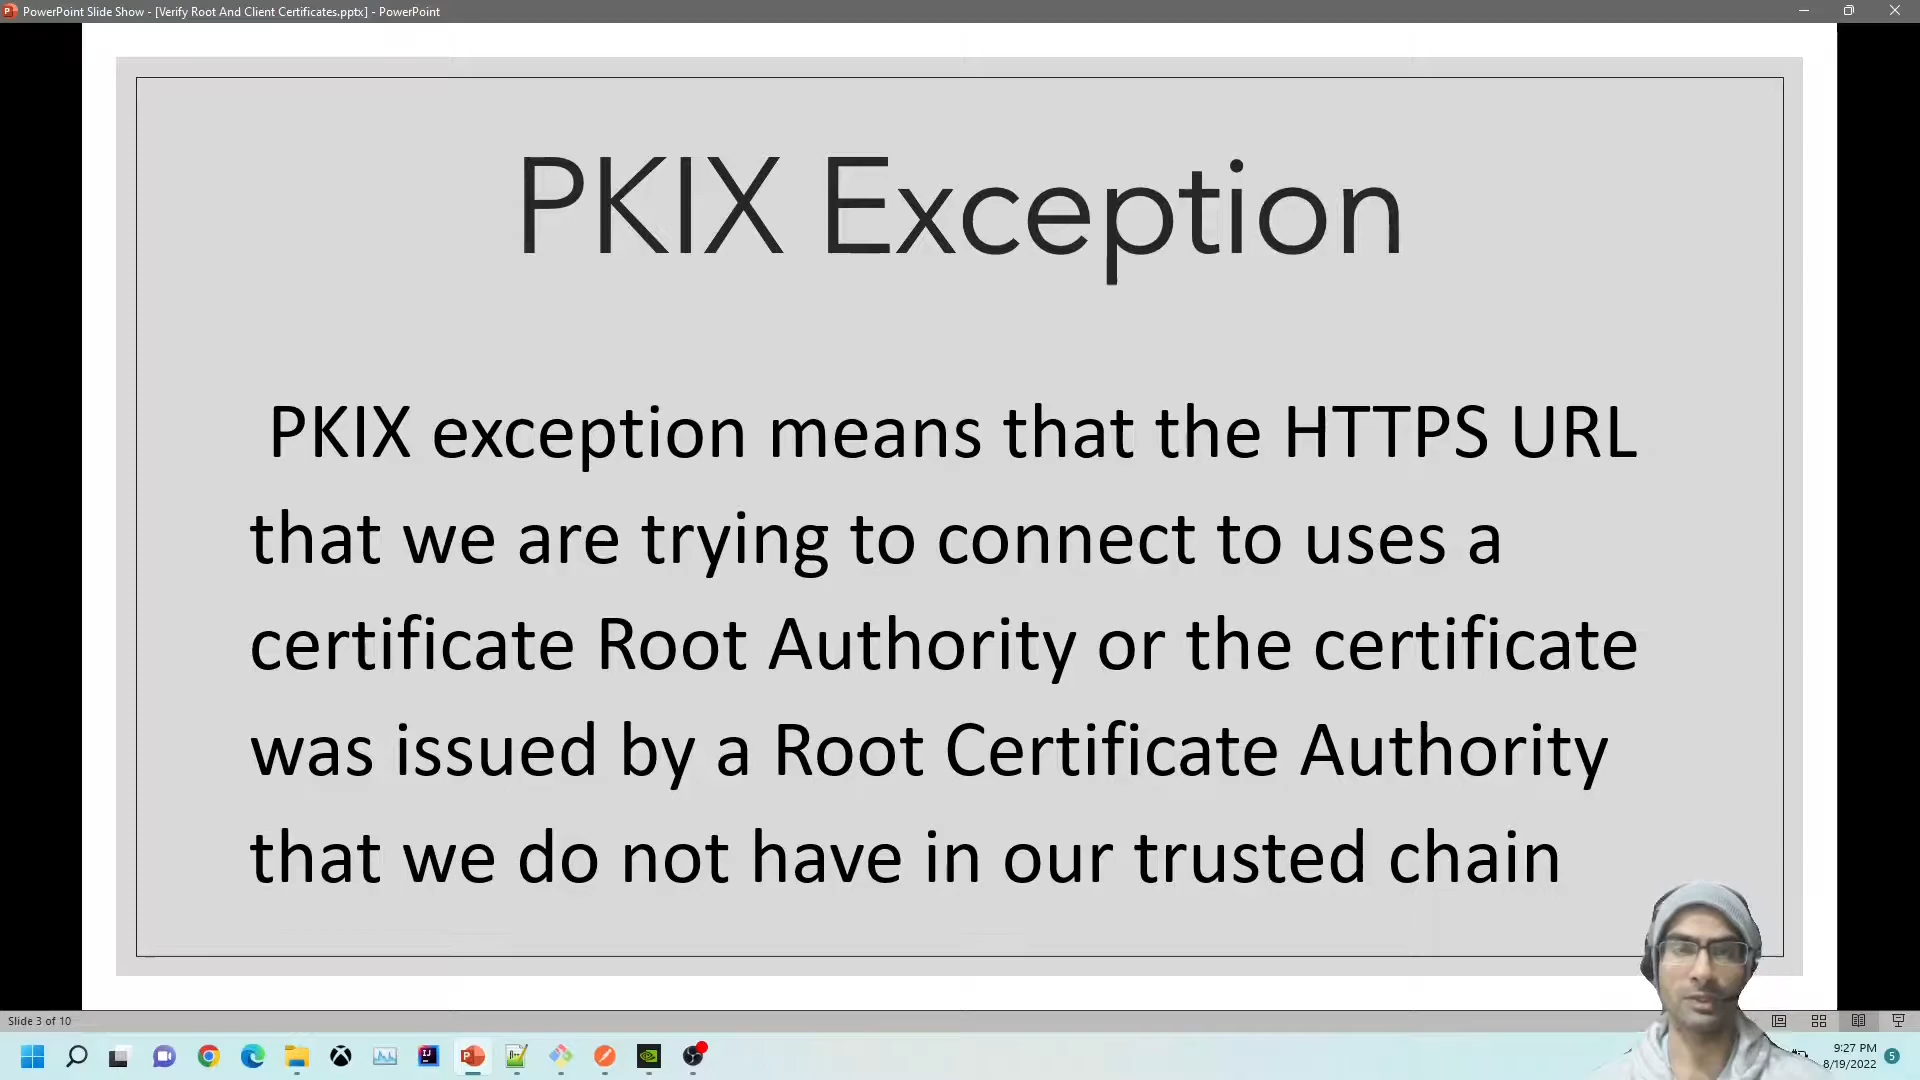 PowerPoint Slide Show - [Verify Root And Client Certificates.pptx] - PowerPoint
PKIX Exception
PKIX exception means that the HTTPS URL
that we are trying to connect to uses a
certificate Root Authority or the certificate
was issued by a Root Certificate Authority
that we do not have in our trusted chain
Slide 3 of 10
9:27 PM
8/19/2022
5